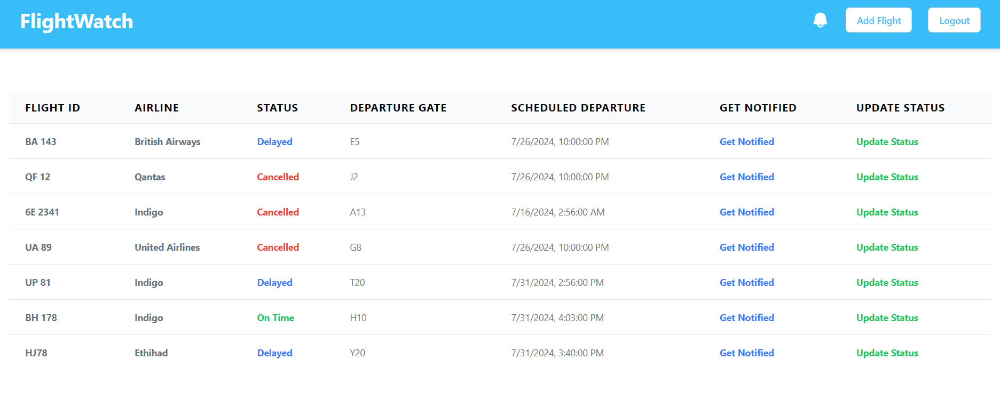 FlightWatch Add Flight Logout
FLIGHT ID AIRLINE STATUS DEPARTURE GATE SCHEDULED DEPARTURE GET NOTIFIED UPDATE STATUS
BA 143 British Airways Delayed E5 7/26/2024, 10:00:00 PM Get Notified Update Status
QF 12 Qantas Cancelled J2 7/26/2024, 10:00:00 PM Get Notified Update Status
6E 2341 Indigo Cancelled A13 7/16/2024, 2:56:00 AM Get Notified Update Status
UA 89 United Airlines Cancelled G8 7/26/2024, 10:00:00 PM Get Notified Update Status
UP 81 Indigo Delayed T20 7/31/2024, 2:56:00 PM Get Notified Update Status
BH 178 Indigo On Time H10 7/31/2024, 4:03:00 PM Get Notified Update Status
HJ78 Ethihad Delayed Y20 7/31/2024, 3:40:00 PM Get Notified Update Status